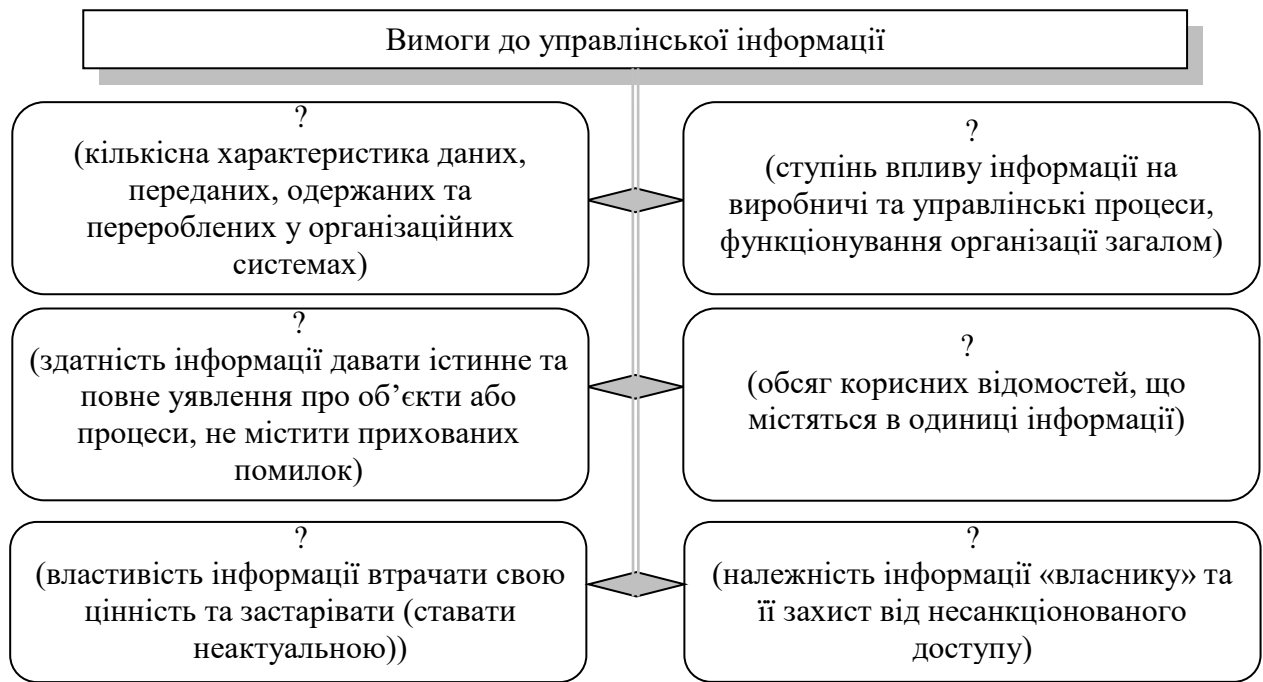 Вимоги до управлінської інформації
?
(кількісна характеристика даних,
переданих, одержаних та
перероблених у організаційних
системах)
?
(ступінь впливу інформації на
виробничі та управлінські процеси,
функціонування організації загалом)
?
(здатність інформації давати істинне та
повне уявлення про об’єкти або
процеси, не містити прихованих
помилок)
?
(обсяг корисних відомостей, що
містяться в одиниці інформації)
?
(властивість інформації втрачати свою
цінність та застарівати (ставати
неактуальною))
?
(належність інформації «власнику» та
її захист від несанкціонованого
доступу)